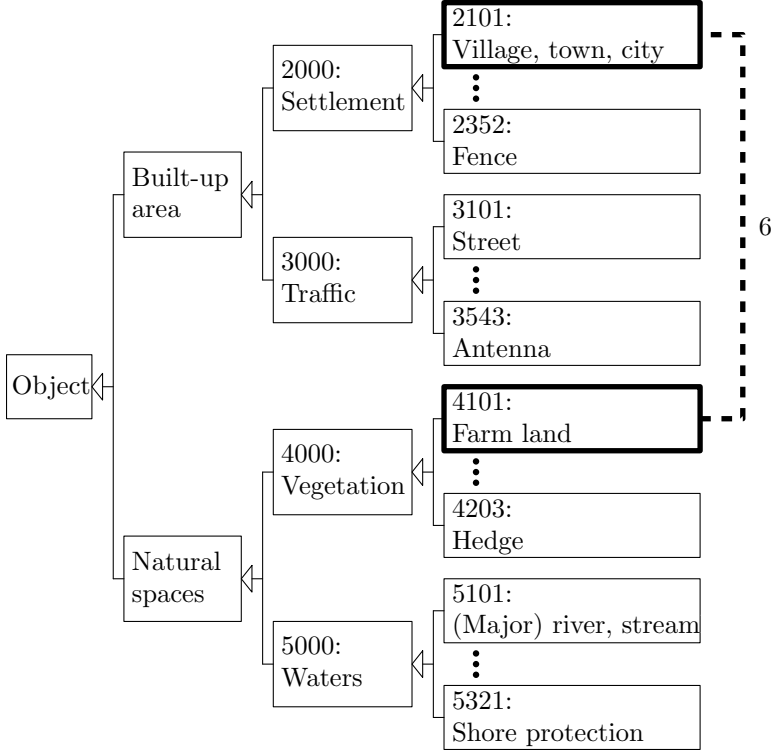 Object
Built-up
area
Natural
spaces
2000:
Settlement
3000:
Traffic
4000:
Vegetation
5000:
Waters
2101:
Village, town, city
2352:
Fence
3101:
Street
3543:
Antenna
4101:
Farm land
4203:
Hedge
5101:
(Major) river, stream
5321:
Shore protection
6